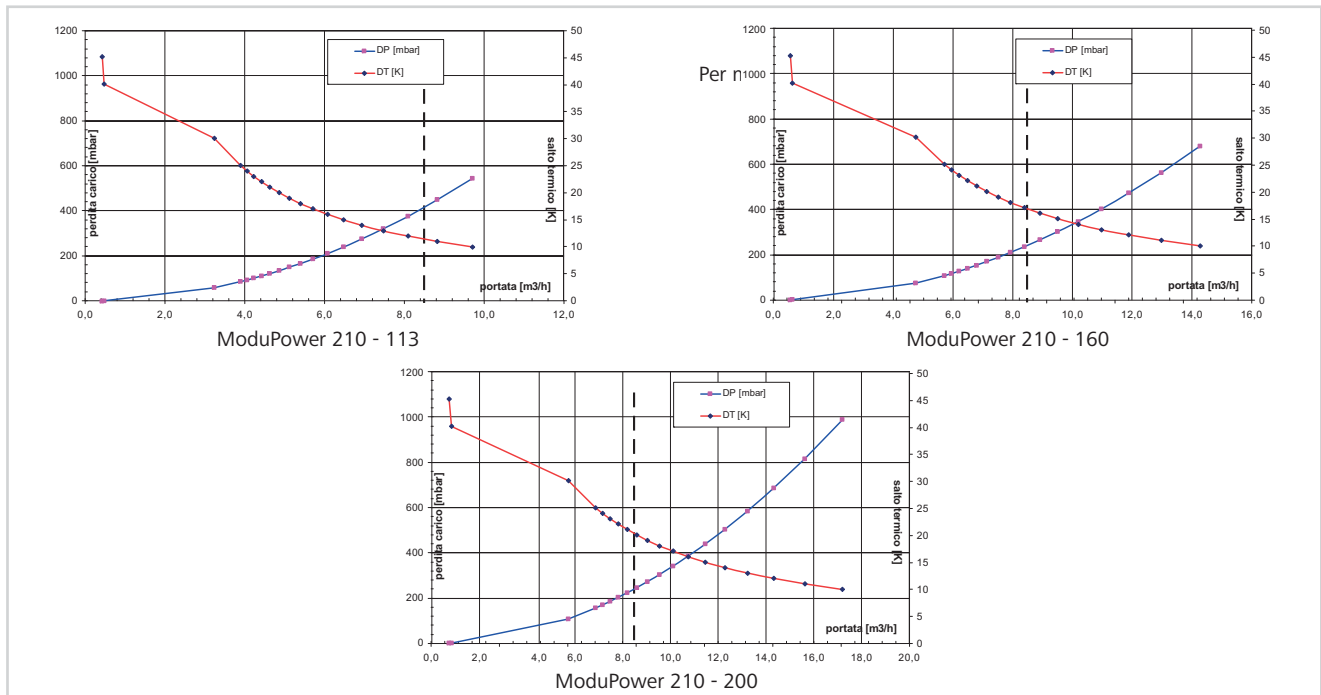 1200
1000
800
600
400
200
0
perdita carico [mbar]
50
45
40
35
30
25
20
15
10
5
0
salto termico [K]
DP [mbar]
DT [K]
portata [m3/h]
0,0 2,0 4,0 6,0 8,0 10,0 12,0
ModuPower 210 - 113
1200
1000
800
600
400
200
0
perdita carico [mbar]
50
45
40
35
30
25
20
15
10
5
0
salto termico [K]
Per
DP [mbar]
DT [K]
portata [m3/h]
0,0 2,0 4,0 6,0 8,0 10,0 12,0 14,0 16,0
ModuPower 210 - 160
1200
1000
800
600
400
200
0
perdita carico [mbar]
50
45
40
35
30
25
20
15
10
5
0
salto termico [K]
DP [mbar]
DT [K]
portata [m3/h]
0,0 2,0 4,0 6,0 8,0 10,0 12,0 14,0 16,0 18,0 20,0
ModuPower 210 - 200